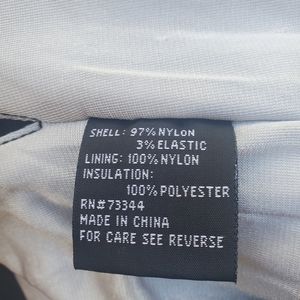 SHELL: 97% NYLON
3% ELASTIC
LINING: 100% NYLON
INSULATION:
100% POLYESTER
RN#73344
MADE IN CHINA
FOR CARE SEE REVERSE